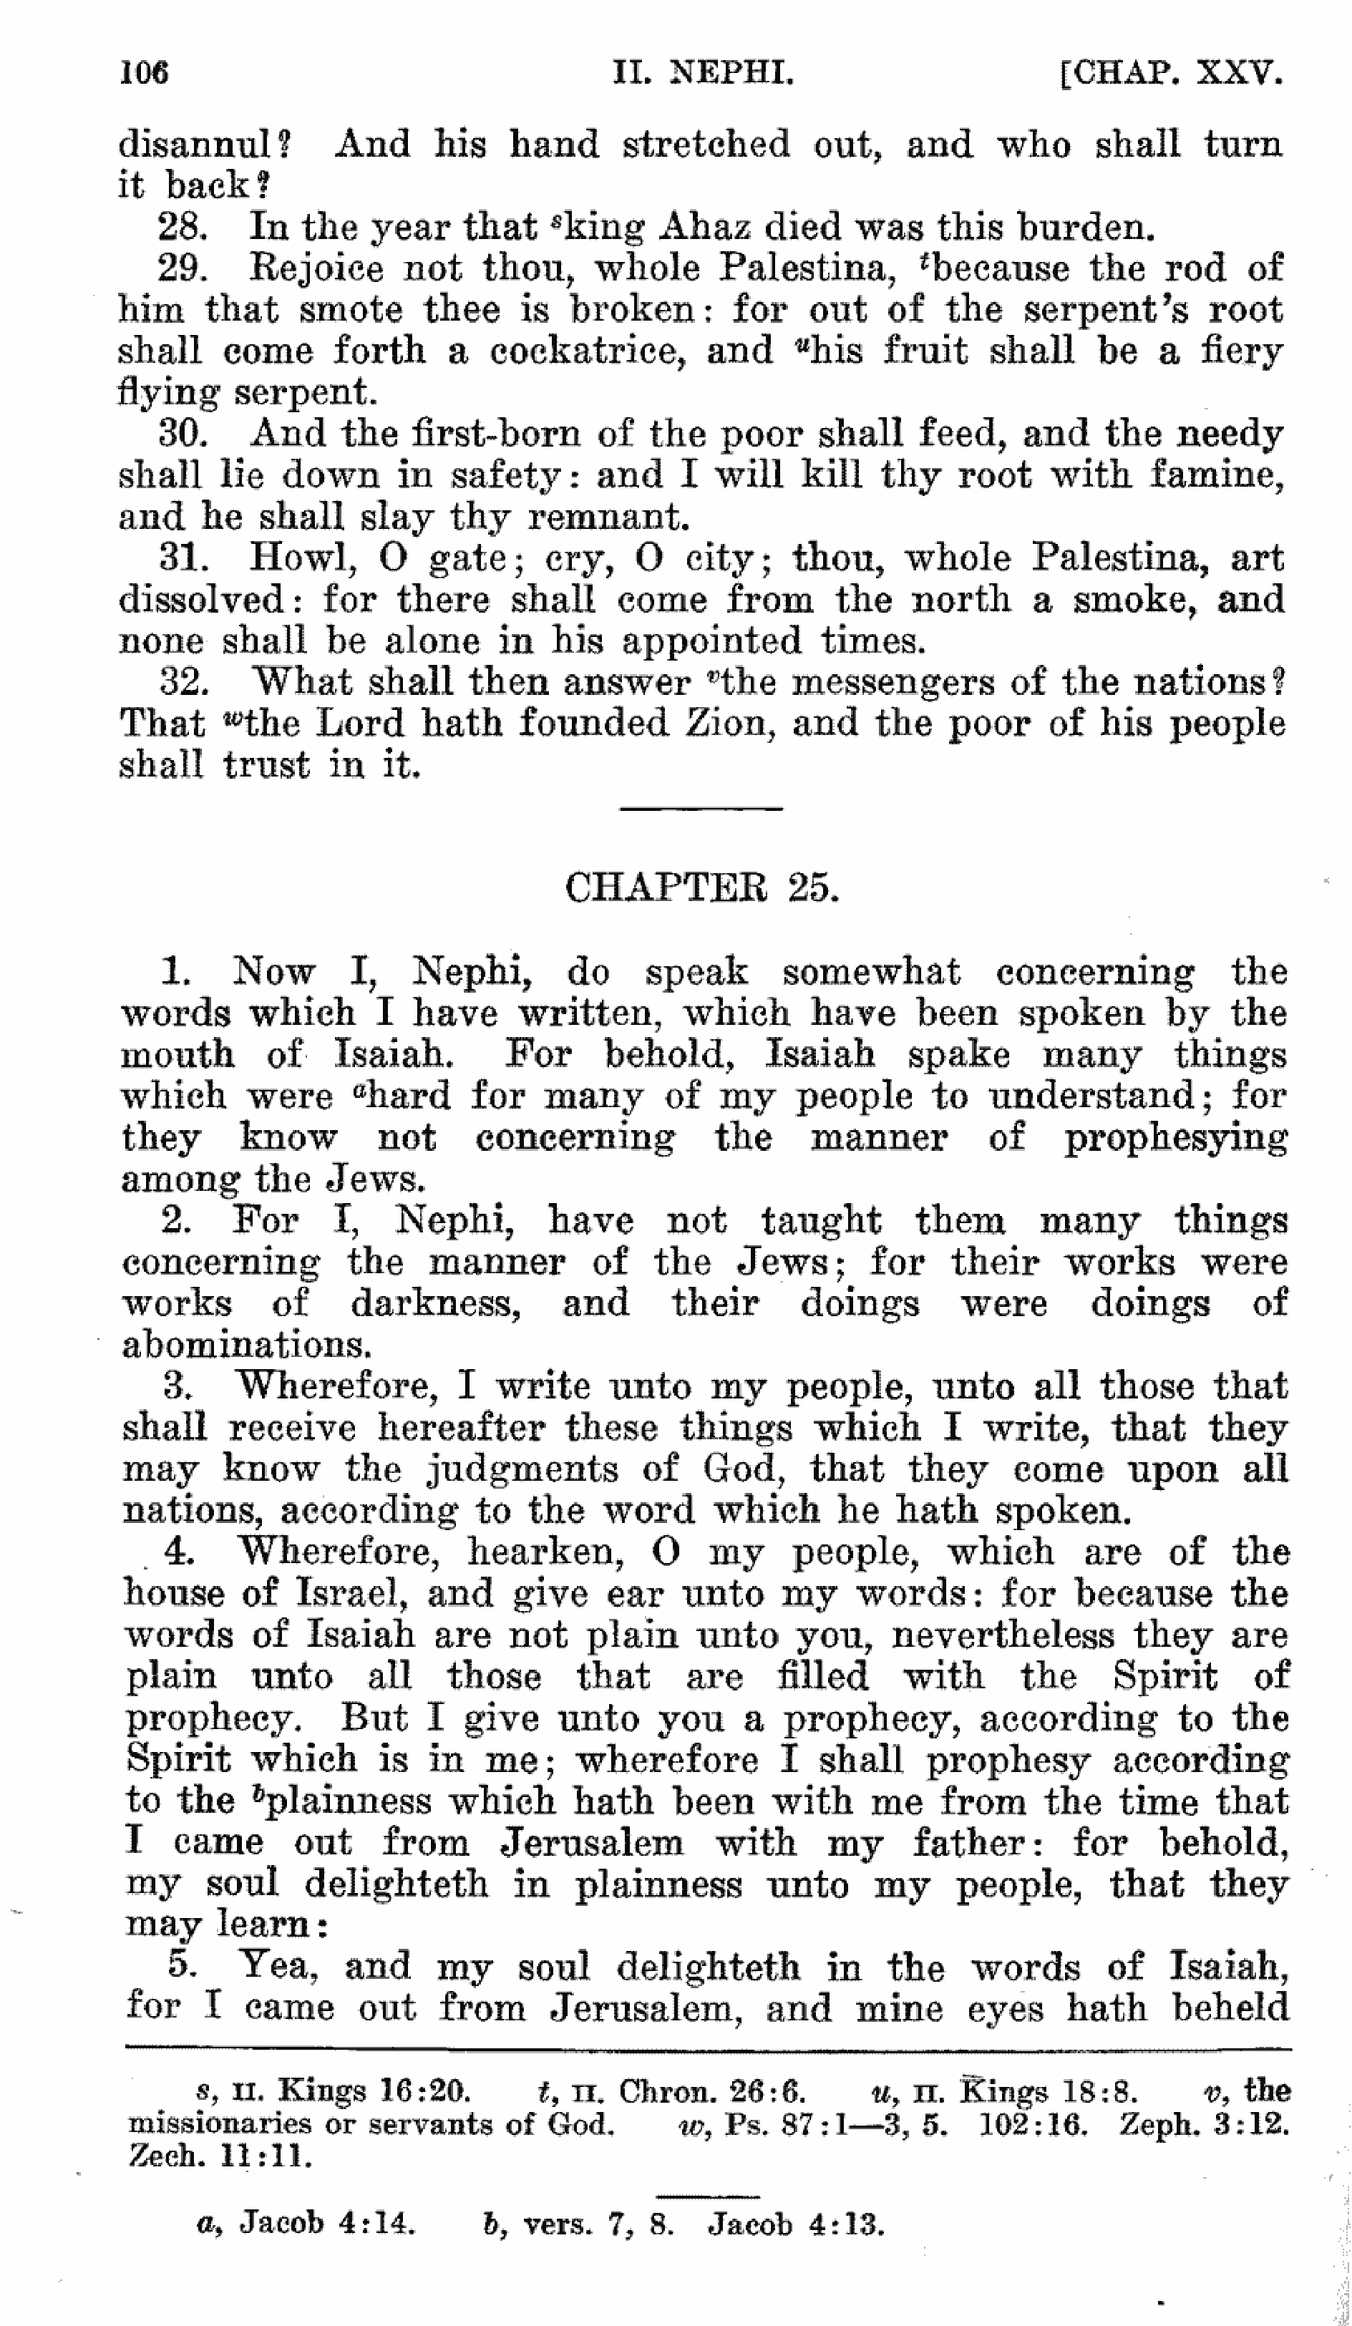 106 II. NEPHI. [CHAP. XXV.
disannul? And his hand stretched out, and who shall turn
it back?
28. In the year that ˢking Ahaz died was this burden.
29. Rejoice not thou, whole Palestina, ᵗbecause the rod of
him that smote thee is broken: for out of the serpent's root
shall come forth a cockatrice, and ᵘhis fruit shall be a fiery
flying serpent.
30. And the first-born of the poor shall feed, and the needy
shall lie down in safety: and I will kill thy root with famine,
and he shall slay thy remnant.
31. Howl, O gate; cry, O city; thou, whole Palestina, art
dissolved: for there shall come from the north a smoke, and
none shall be alone in his appointed times.
32. What shall then answer ᵛthe messengers of the nations?
That ʷthe Lord hath founded Zion, and the poor of his people
shall trust in it.
CHAPTER 25.
1. Now I, Nephi, do speak somewhat concerning the
words which I have written, which have been spoken by the
mouth of Isaiah. For behold, Isaiah spake many things
which were ᵃhard for many of my people to understand; for
they know not concerning the manner of prophesying
among the Jews.
2. For I, Nephi, have not taught them many things
concerning the manner of the Jews; for their works were
works of darkness, and their doings were doings of
abominations.
3. Wherefore, I write unto my people, unto all those that
shall receive hereafter these things which I write, that they
may know the judgments of God, that they come upon all
nations, according to the word which he hath spoken.
4. Wherefore, hearken, O my people, which are of the
house of Israel, and give ear unto my words: for because the
words of Isaiah are not plain unto you, nevertheless they are
plain unto all those that are filled with the Spirit of
prophecy. But I give unto you a prophecy, according to the
Spirit which is in me; wherefore I shall prophesy according
to the ᵇplainness which hath been with me from the time that
I came out from Jerusalem with my father: for behold,
my soul delighteth in plainness unto my people, that they
may learn:
5. Yea, and my soul delighteth in the words of Isaiah,
for I came out from Jerusalem, and mine eyes hath beheld
s, II. Kings 16:20. t, II. Chron. 26:6. u, II. Kings 18:8. v, the
missionaries or servants of God. w, Ps. 87:1—3, 5. 102:16. Zeph. 3:12.
Zech. 11:11.
a, Jacob 4:14. b, vers. 7, 8. Jacob 4:13.